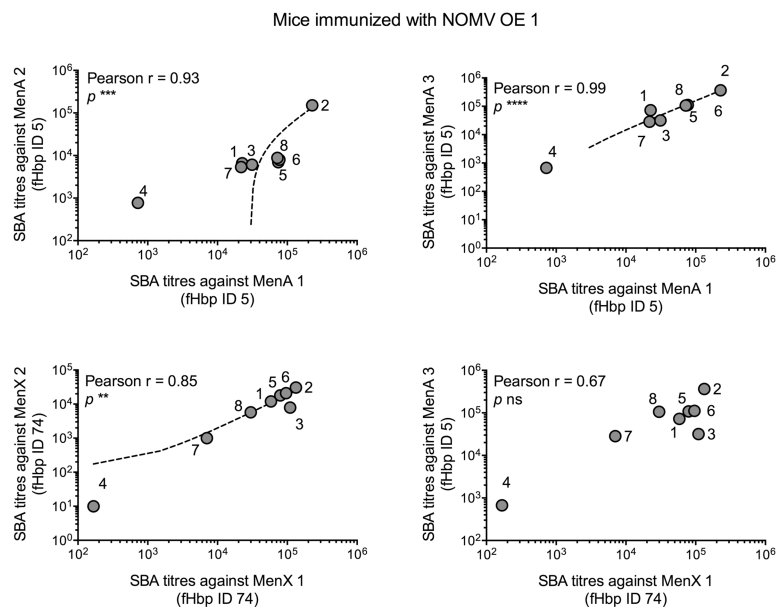 Mice immunized with NOMV OE 1
SBA titres against MenA 2
(fHbp ID 5)
10⁶
10⁵
10⁴
10³
10²
Pearson r = 0.93
p ***
2
1
3
8
6
7
5
4
10² 10³ 10⁴ 10⁵ 10⁶
SBA titres against MenA 1
(fHbp ID 5)
SBA titres against MenA 3
(fHbp ID 5)
10⁶
10⁵
10⁴
10³
10²
10¹
10⁰
Pearson r = 0.99
p ****
2
1
8
5
6
7
3
4
10² 10³ 10⁴ 10⁵ 10⁶
SBA titres against MenA 1
(fHbp ID 5)
SBA titres against MenX 2
(fHbp ID 74)
10⁵
10⁴
10³
10²
10¹
10⁰
Pearson r = 0.85
p **
6
5
2
1
8
3
7
4
10² 10³ 10⁴ 10⁵ 10⁶
SBA titres against MenX 1
(fHbp ID 74)
SBA titres against MenA 3
(fHbp ID 5)
10⁶
10⁵
10⁴
10³
10²
Pearson r = 0.67
p ns
2
8
5
6
7
1
3
4
10² 10³ 10⁴ 10⁵ 10⁶
SBA titres against MenX 1
(fHbp ID 74)